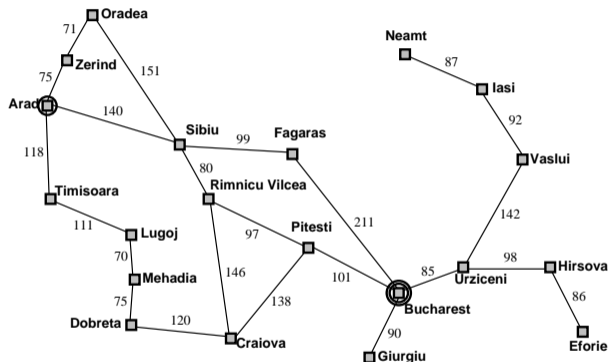 Oradea
71
Neamt
Zerind
87
75
151
Iasi
Arad
140
92
Sibiu
Fagaras
99
118
80
Vaslui
Rimnicu Vilcea
Timisoara
211
111
142
Lugoj
97
Pitesti
70
98
Hirsova
85
Mehadia
146
101
Urziceni
138
86
75
Bucharest
Dobreta
120
90
Craiova
Eforie
Giurgiu